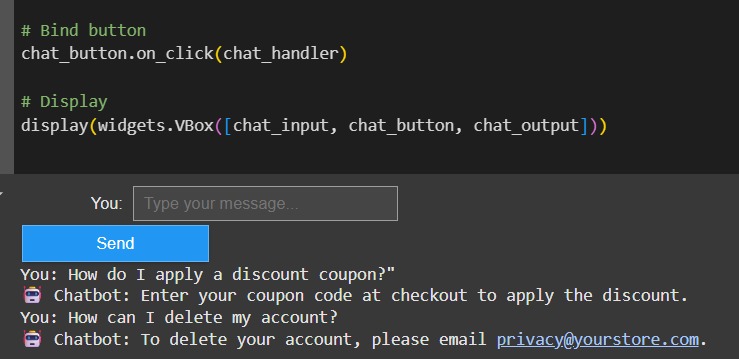 # Bind button
chat_button.on_click(chat_handler)
# Display
display(widgets.VBox([chat_input, chat_button, chat_output]))
You: Type your message...
Send
You: How do I apply a discount coupon?"
🤖 Chatbot: Enter your coupon code at checkout to apply the discount.
You: How can I delete my account?
🤖 Chatbot: To delete your account, please email privacy@yourstore.com.